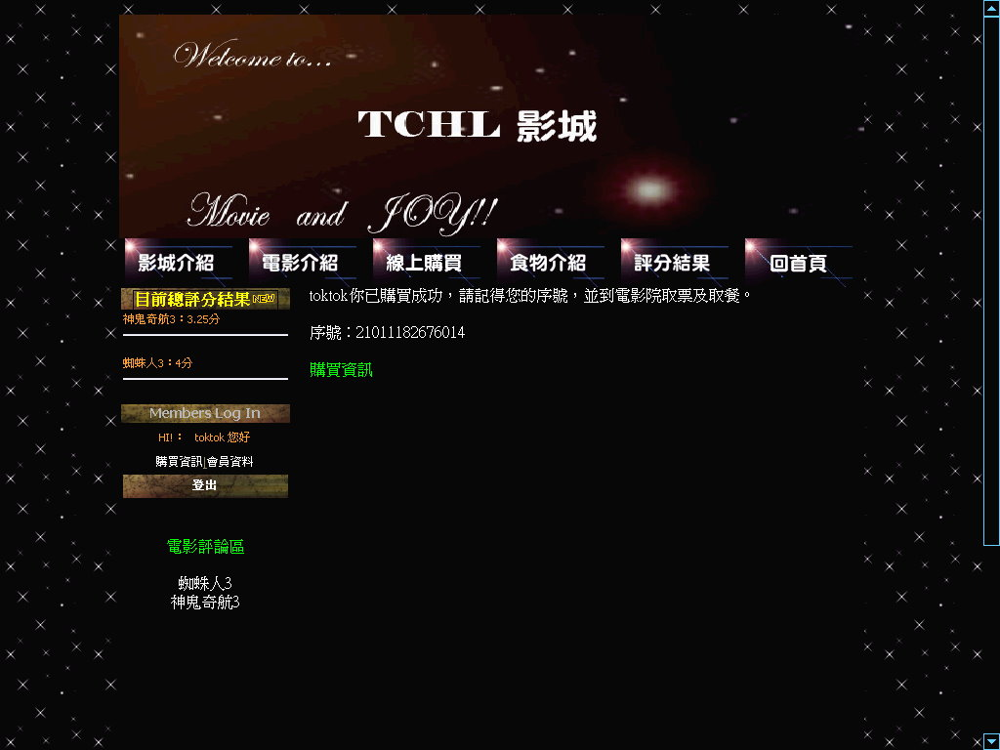 Welcome to...
TCHL 影城
Movie and JOY!!
影城介紹 電影介紹 線上購買 食物介紹 評分結果 回首頁
目前總評分結果 NEW
神鬼奇航3：3.25分
蜘蛛人3：4分
Members Log In
HI!： toktok 您好
購買資訊|會員資料
登出
電影評論區
蜘蛛人3
神鬼奇航3
toktok你已購買成功，請記得您的序號，並到電影院取票及取餐。
序號：21011182676014
購買資訊